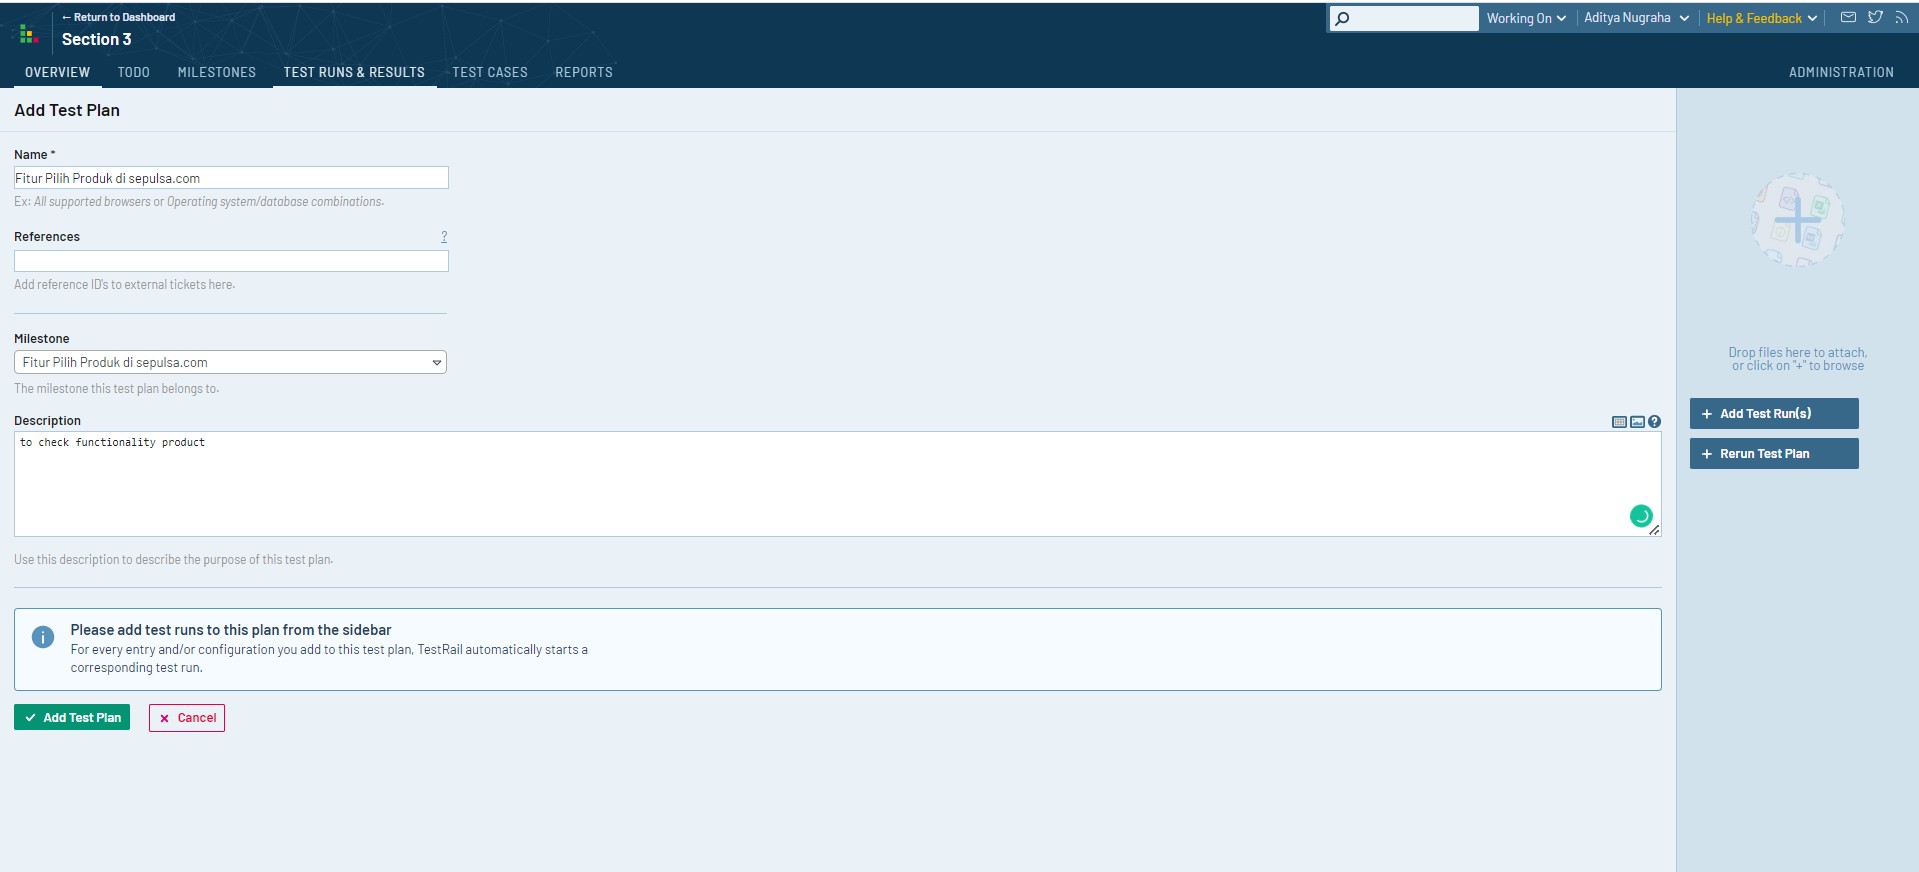 ← Return to Dashboard
Section 3
Working On
Aditya Nugraha
Help & Feedback
OVERVIEW
TODO
MILESTONES
TEST RUNS & RESULTS
TEST CASES
REPORTS
ADMINISTRATION
Add Test Plan
Name *
Fitur Pilih Produk di sepulsa.com
Ex: All supported browsers or Operating system/database combinations.
References
?
Add reference ID's to external tickets here.
Milestone
Fitur Pilih Produk di sepulsa.com
The milestone this test plan belongs to.
Description
to check functionality product
Use this description to describe the purpose of this test plan.
Please add test runs to this plan from the sidebar
For every entry and/or configuration you add to this test plan, TestRail automatically starts a
corresponding test run.
Add Test Plan
Cancel
Drop files here to attach,
or click on "+" to browse
+ Add Test Run(s)
+ Rerun Test Plan